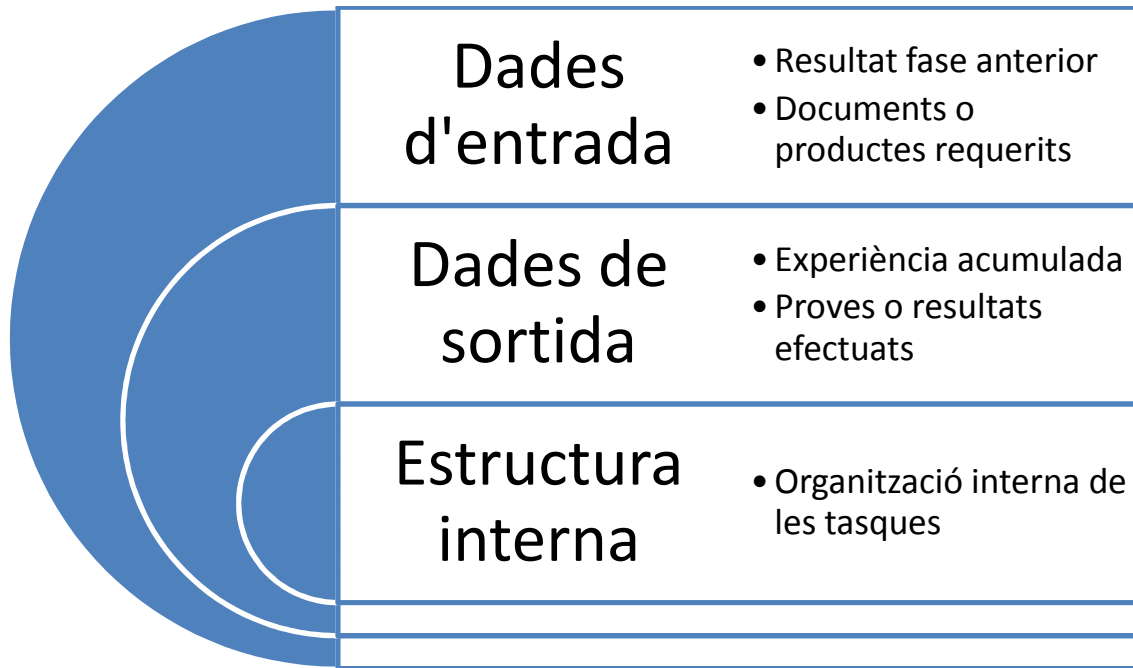 Dades
d'entrada
• Resultat fase anterior
• Documents o
productes requerits
Dades de
sortida
• Experiència acumulada
• Proves o resultats
efectuats
Estructura
interna
• Organització interna de
les tasques